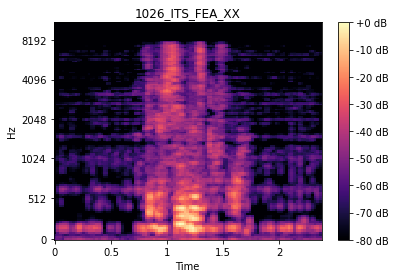 1026_ITS_FEA_XX
8192
4096
2048
1024
512
0
Hz
0
0.5
1
1.5
2
Time
+0 dB
-10 dB
-20 dB
-30 dB
-40 dB
-50 dB
-60 dB
-70 dB
-80 dB